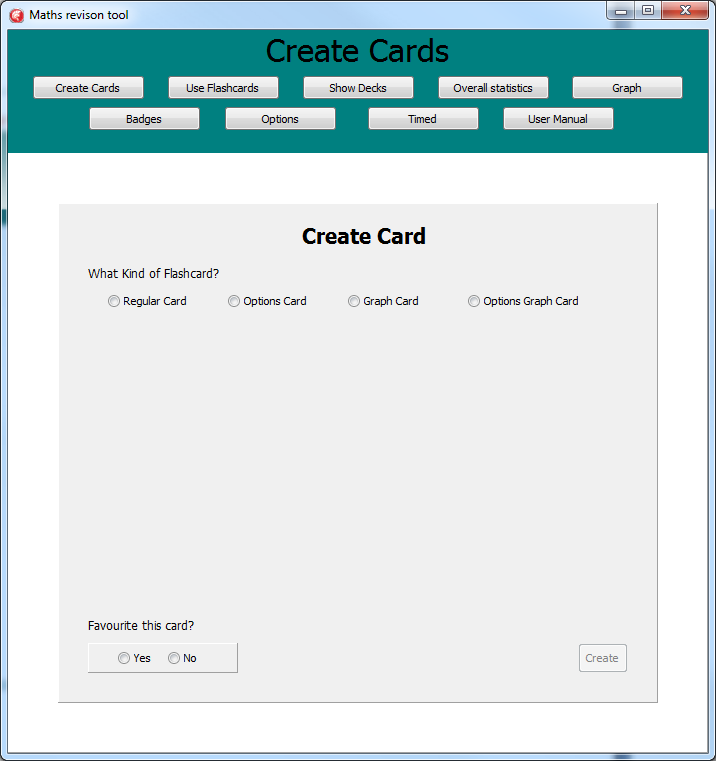 Maths revison tool
Create Cards
Create Cards Use Flashcards Show Decks Overall statistics Graph
Badges Options Timed User Manual
Create Card
What Kind of Flashcard?
Regular Card Options Card Graph Card Options Graph Card
Favourite this card?
Yes No Create